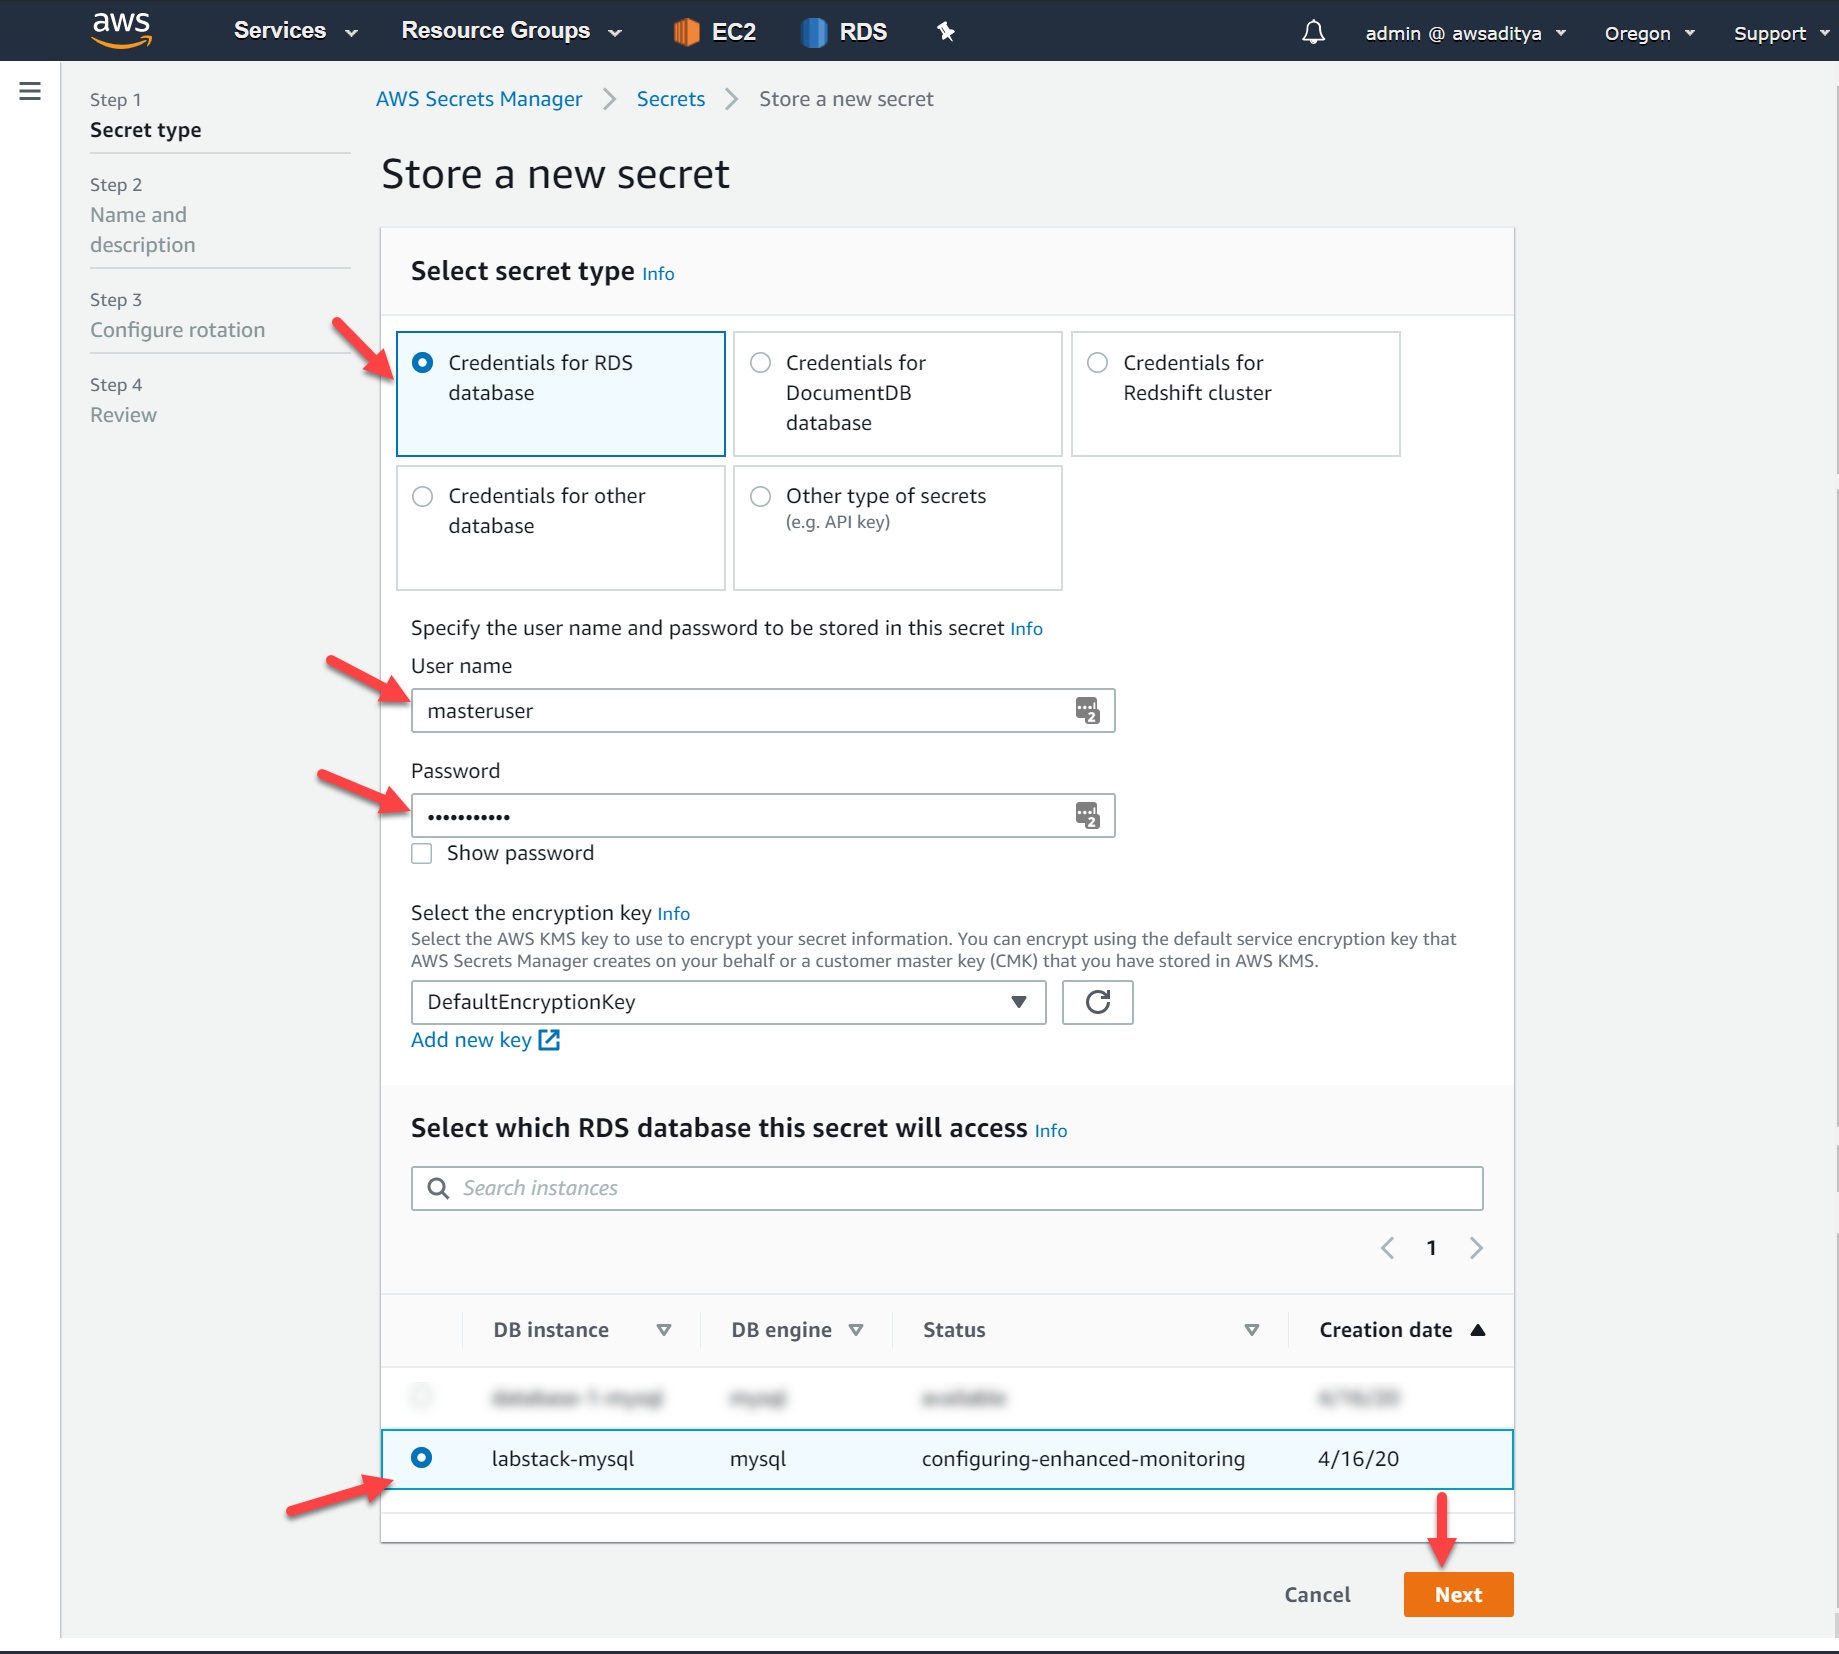 aws Services Resource Groups EC2 RDS admin @ awsaditya Oregon Support
Step 1
Secret type
Step 2
Name and
description
Step 3
Configure rotation
Step 4
Review
AWS Secrets Manager Secrets Store a new secret
Store a new secret
Select secret type Info
Credentials for RDS
database
Credentials for
DocumentDB
database
Credentials for
Redshift cluster
Credentials for other
database
Other type of secrets
(e.g. API key)
Specify the user name and password to be stored in this secret Info
User name
masteruser
2
Password
•••••••••••
2
Show password
Select the encryption key Info
Select the AWS KMS key to use to encrypt your secret information. You can encrypt using the default service encryption key that
AWS Secrets Manager creates on your behalf or a customer master key (CMK) that you have stored in AWS KMS.
DefaultEncryptionKey
Add new key
Select which RDS database this secret will access Info
Search instances
1
DB instance DB engine Status Creation date
labstack-mysql mysql configuring-enhanced-monitoring 4/16/20
Cancel Next